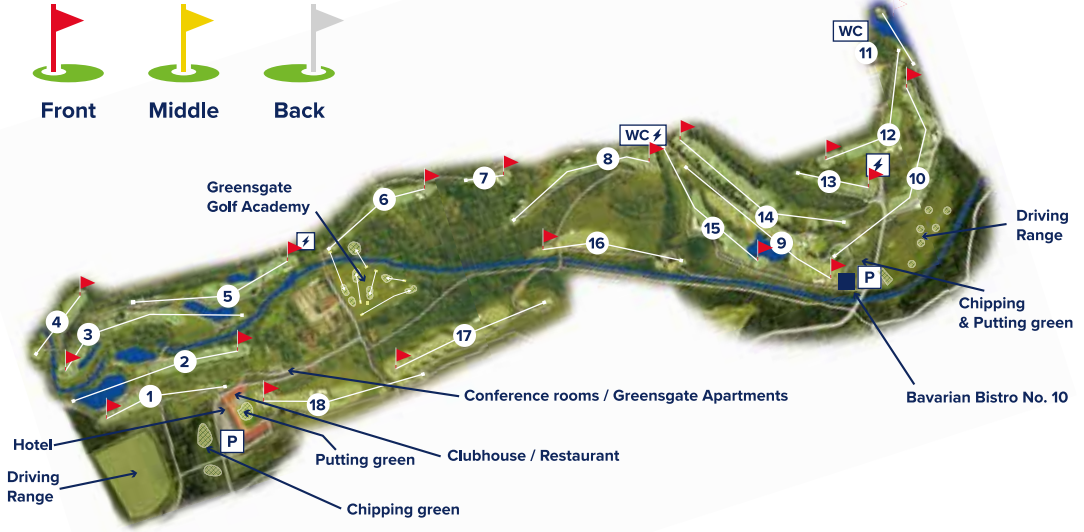 Front
Middle
Back
WC
11
WC
12
8
13
10
7
Greensgate
Golf Academy
6
14
15
9
16
Driving
Range
P
5
4
3
Chipping
& Putting green
17
2
1
18
Conference rooms / Greensgate Apartments
Bavarian Bistro No. 10
Hotel
P
Putting green
Clubhouse / Restaurant
Driving
Range
Chipping green